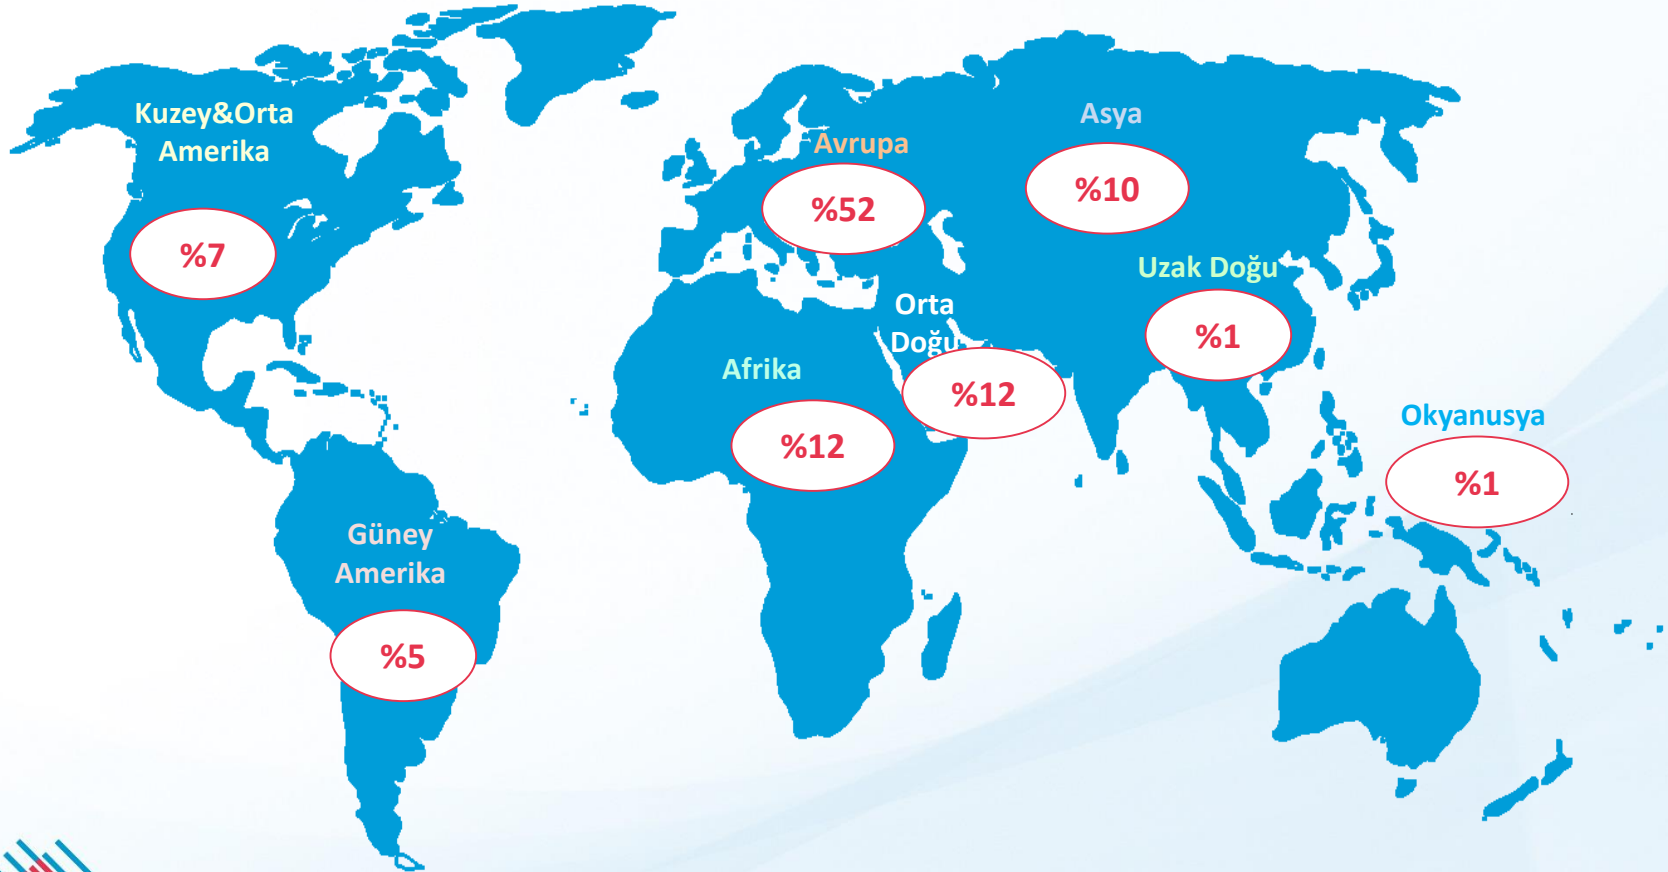 Kuzey&Orta
Amerika
%7
Avrupa
%52
Asya
%10
Uzak Doğu
%1
Orta
Doğu
%12
Afrika
%12
Okyanusya
%1
Güney
Amerika
%5